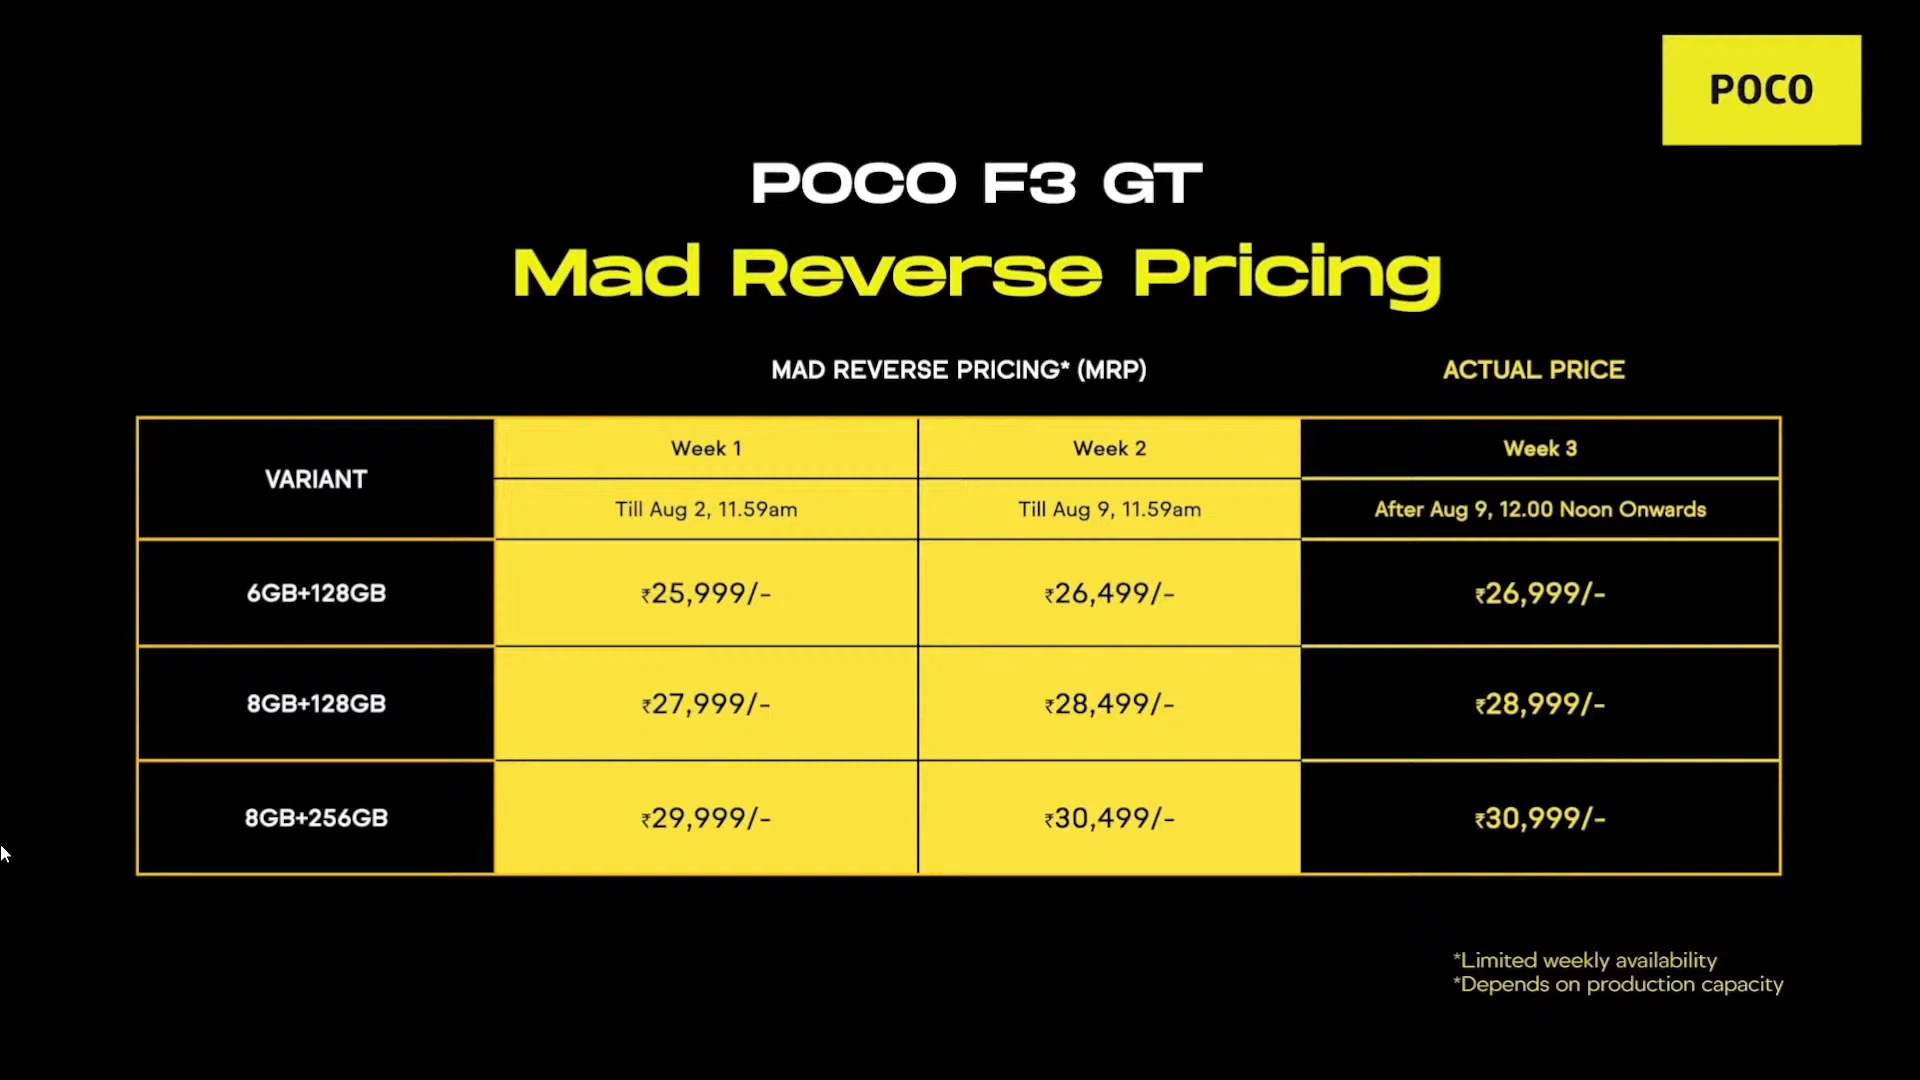 POCO
POCO F3 GT
Mad Reverse Pricing
MAD REVERSE PRICING* (MRP) ACTUAL PRICE
VARIANT
Week 1 Week 2 Week 3
Till Aug 2, 11.59am Till Aug 9, 11.59am After Aug 9, 12.00 Noon Onwards
6GB+128GB ₹25,999/- ₹26,499/- ₹26,999/-
8GB+128GB ₹27,999/- ₹28,499/- ₹28,999/-
8GB+256GB ₹29,999/- ₹30,499/- ₹30,999/-
*Limited weekly availability
*Depends on production capacity